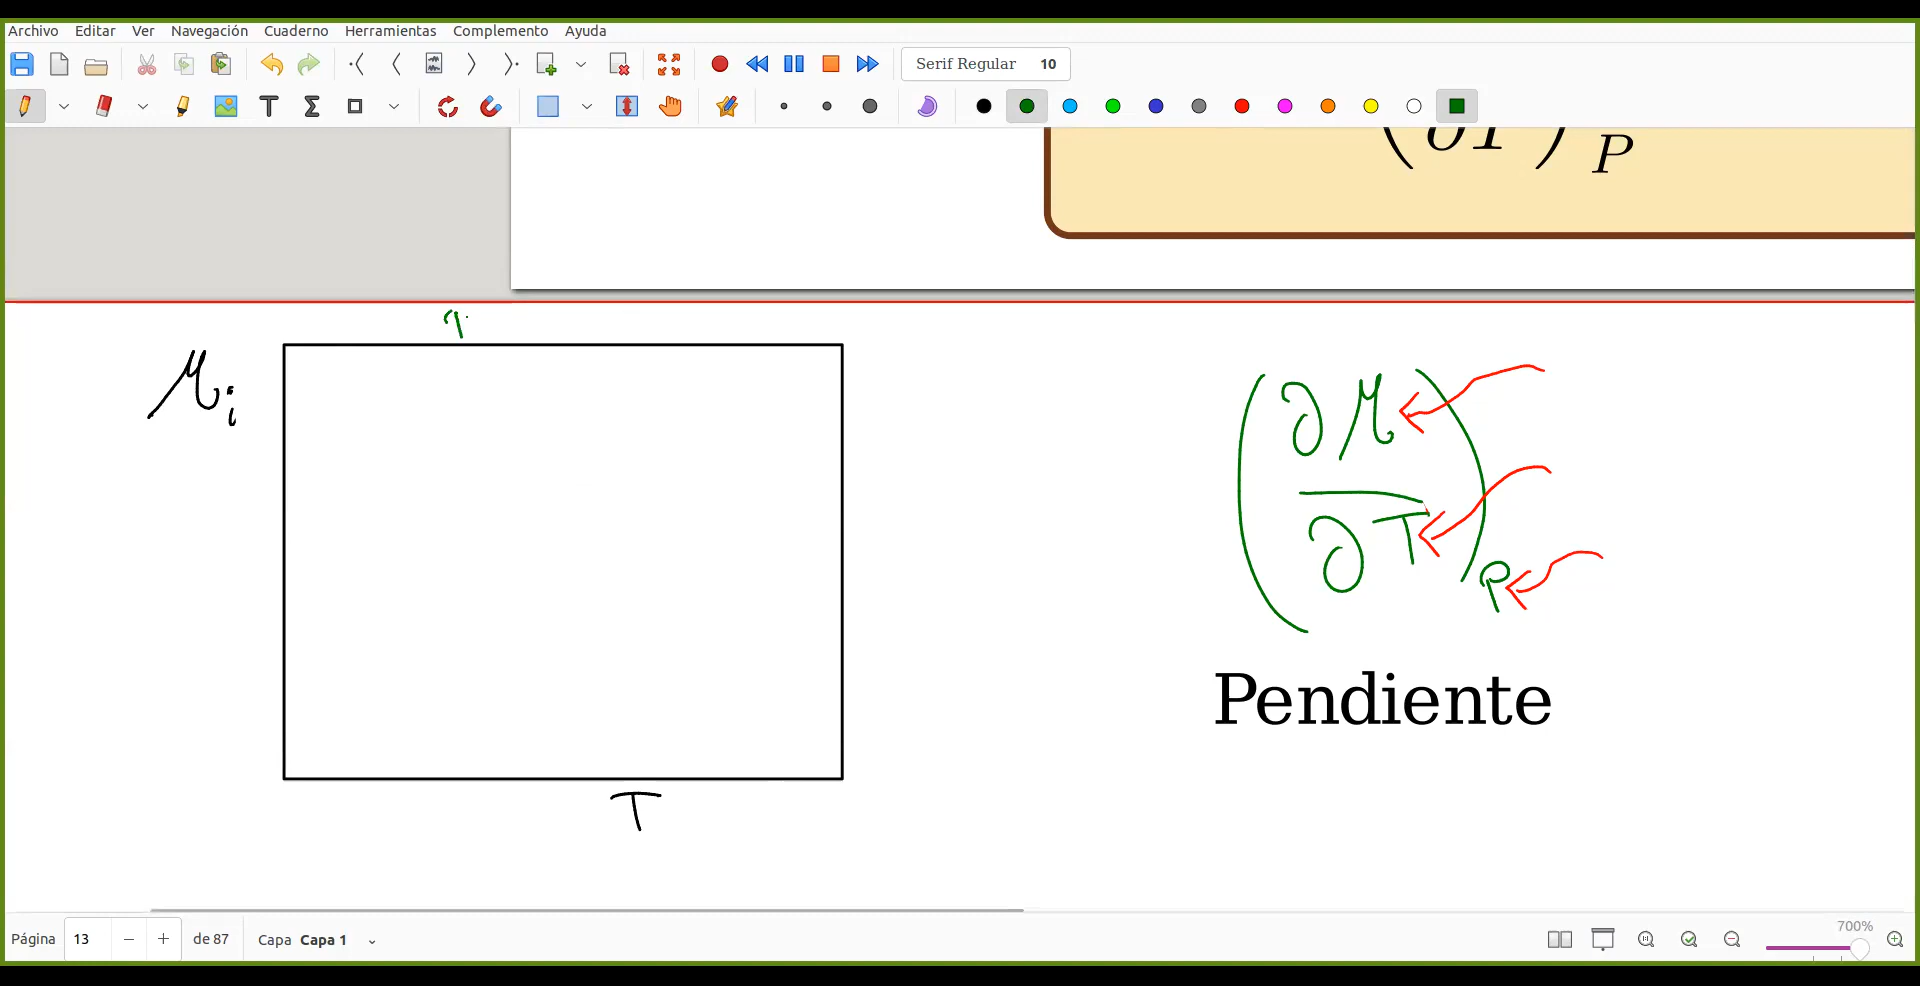 Archivo Editar Ver Navegación Cuaderno Herramientas Complemento Ayuda
Serif Regular 10
(∂T)P
μi
T
(∂μ/∂T)P
Pendiente
Página 13 de 87 Capa Capa 1
700%